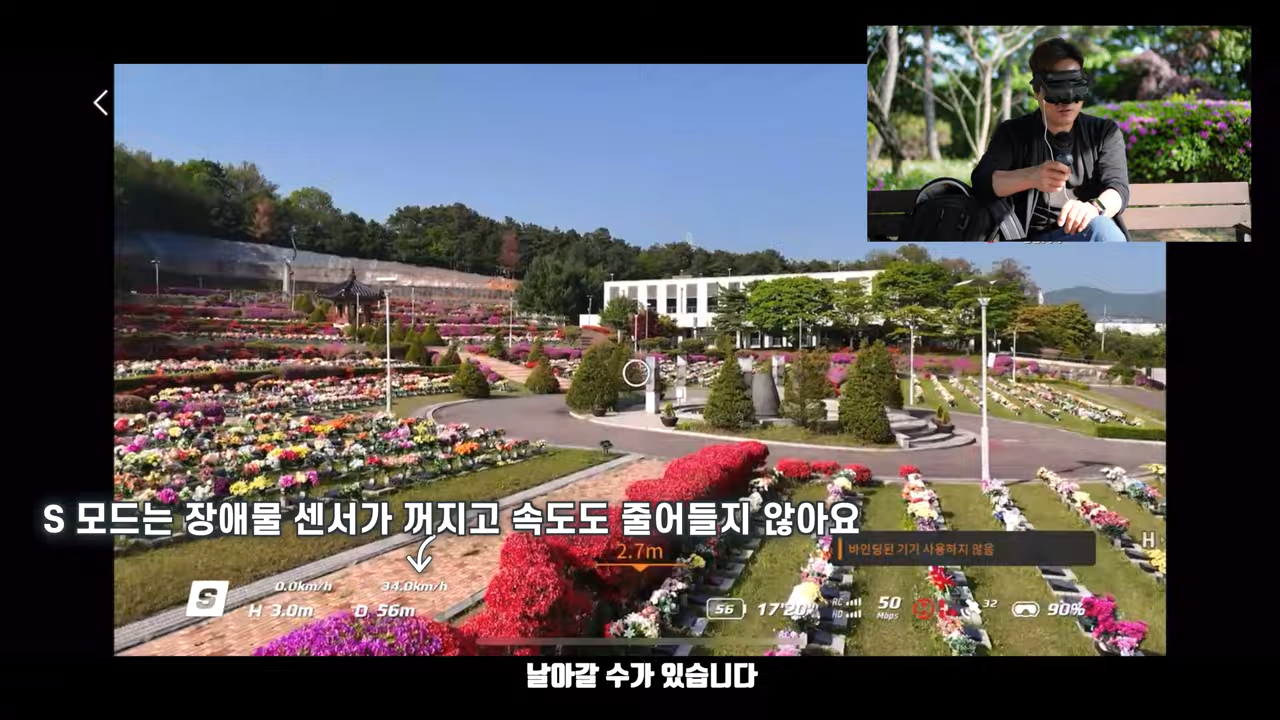 S 모드는 장애물 센서가 꺼지고 속도도 줄어들지 않아요
2.7m
바인딩된 기기 사용하지 않음
H
S
0.0km/h
34.0km/h
H 3.0m
D 56m
56
17'20"
RC
HD
50
Mbps
32
90%
날아갈 수가 있습니다